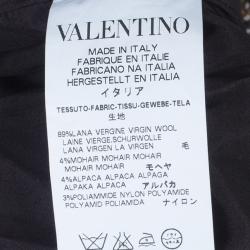 VALENTINO
MADE IN ITALY
FABRIQUE EN ITALIE
FABRICANO NA ITALIA
HERGESTELLT EN ITALIA
イタリア
TESSUTO-FABRIC-TISSU-GEWEBE-TELA
生地
89%LANA VERGINE VIRGIN WOOL
LAINE VIERGE.SCHURWOLL
LANA VIRGEN LA VIRGEN 毛
4%MOHAIR MOHAIR MOHAIR
MOHAIR MOHAIR モヘヤ
4%ALPACA ALPACA ALPAGA
ALPAKA ALPAKA アルパカ
3%POLIAMMIDE NYLON POLYAMIDE
POLYAMID POLIAMIDA ナイロン